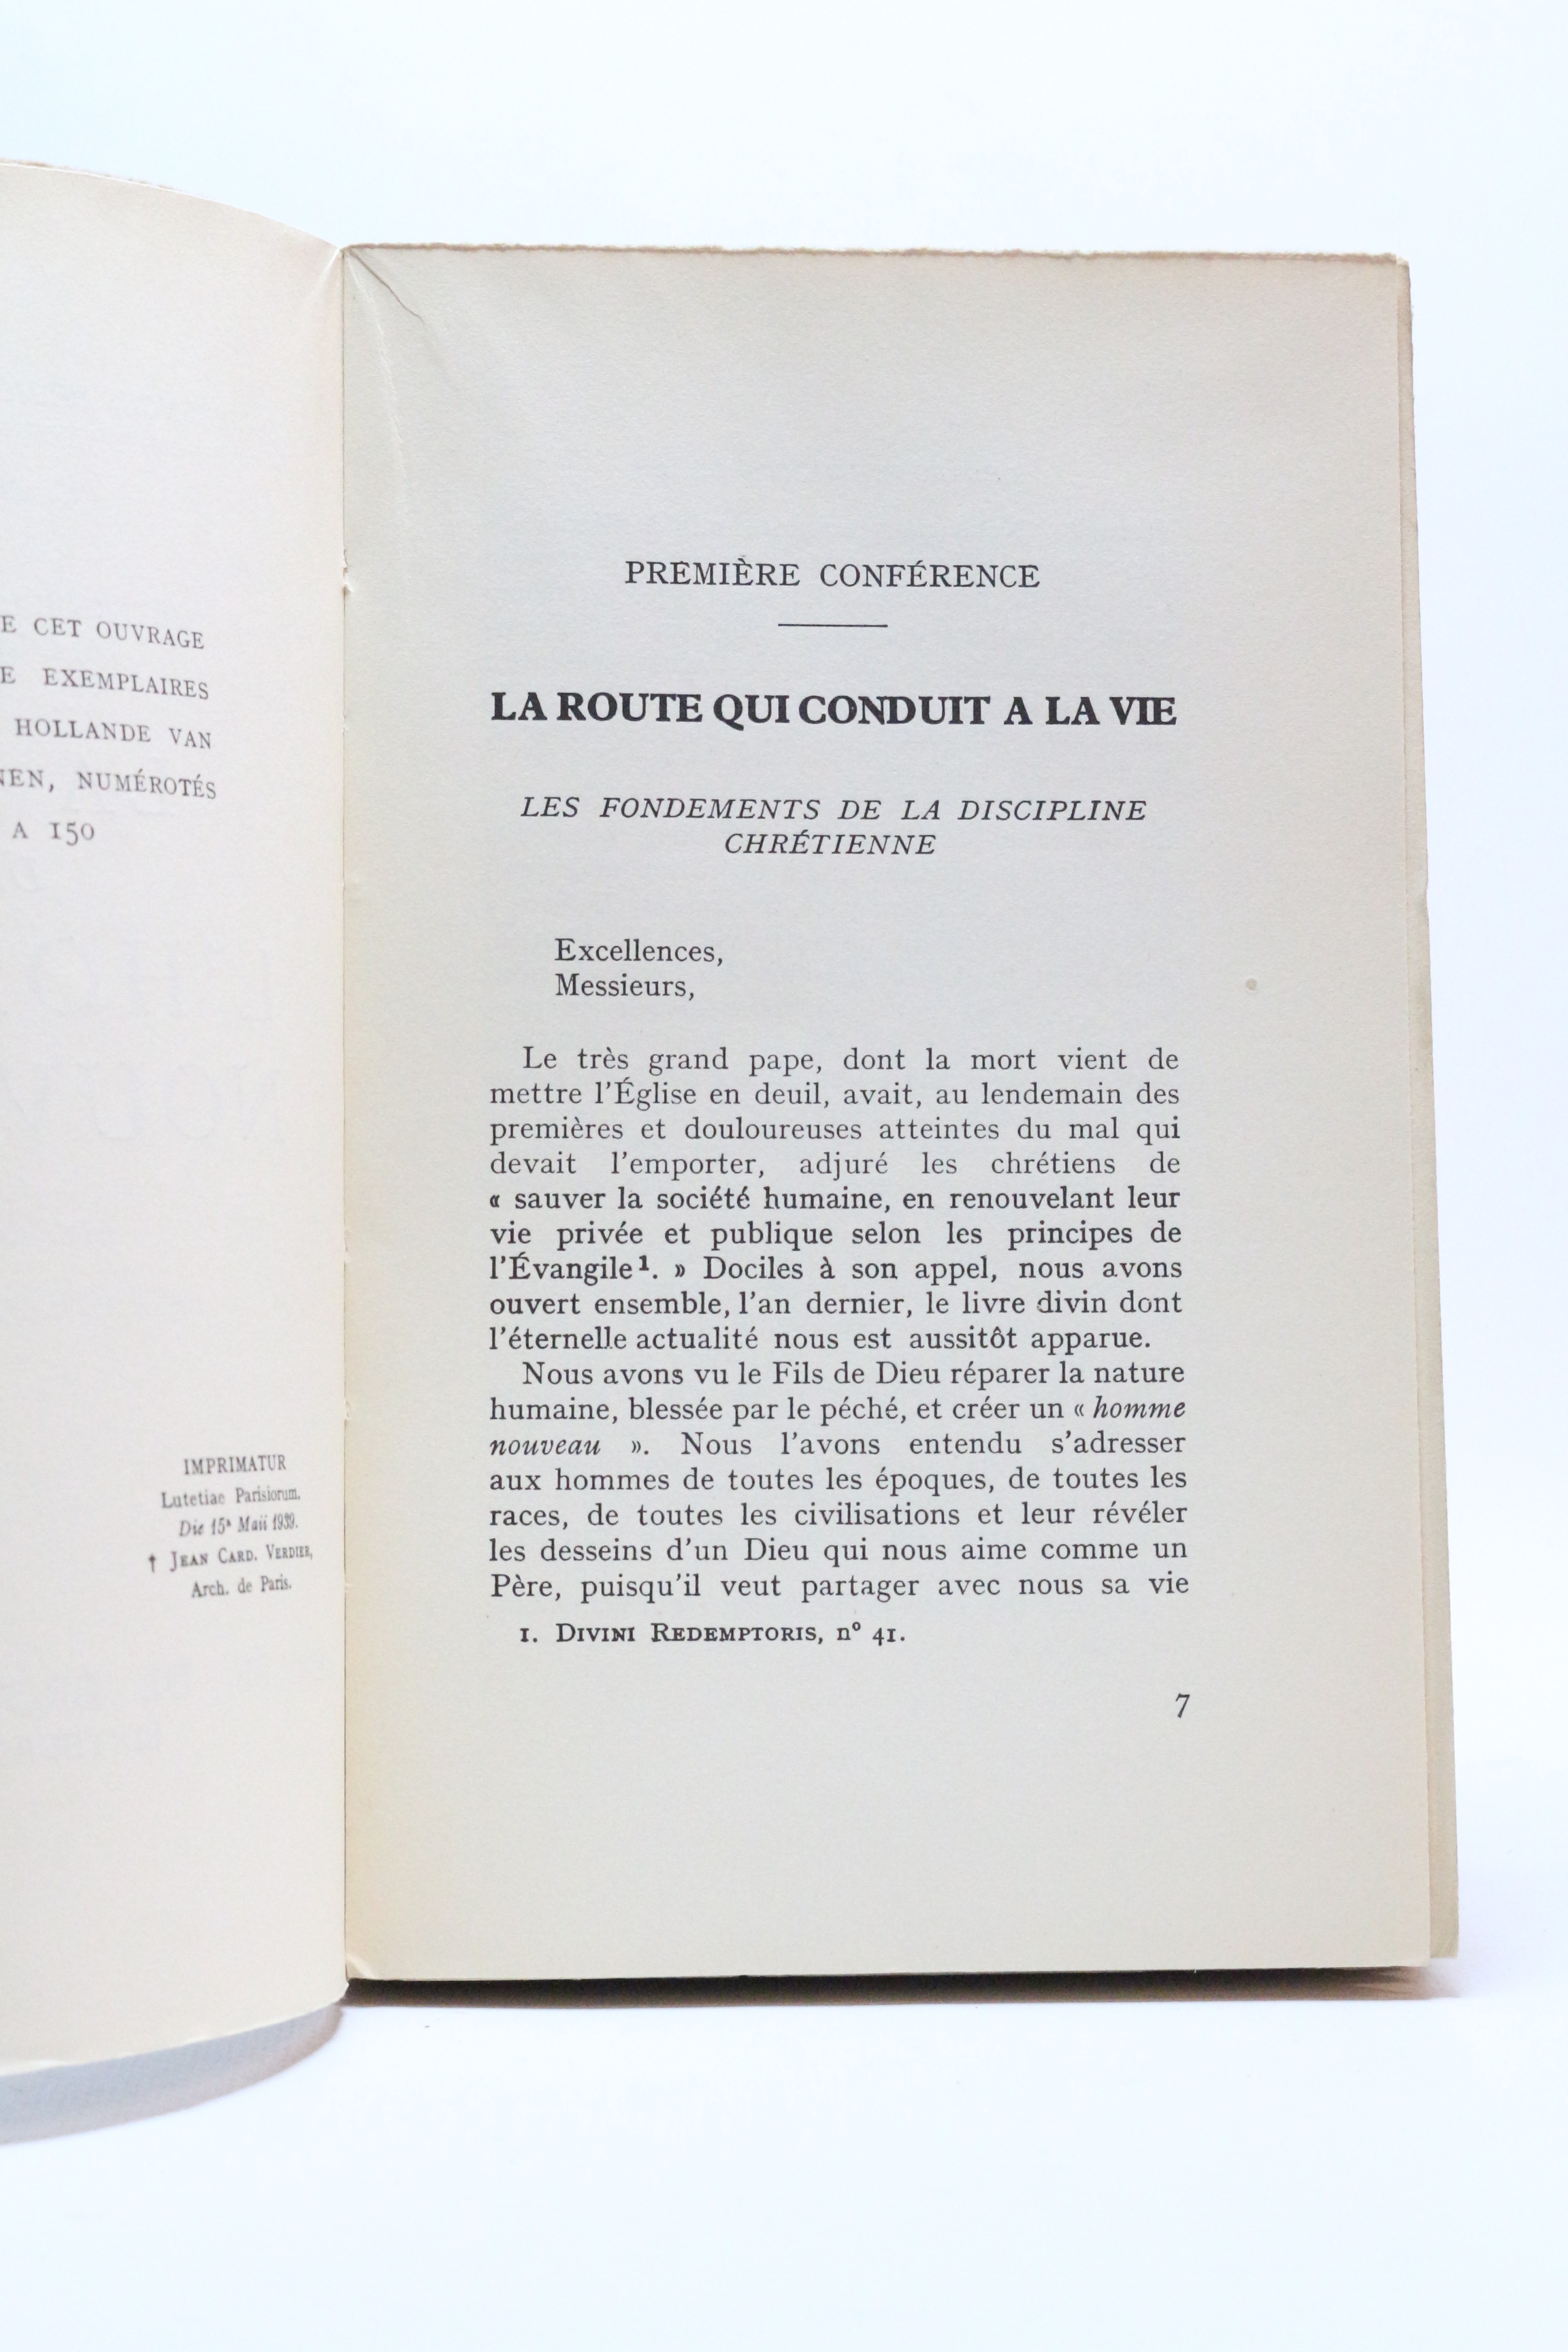 CET OUVRAGE
EXEMPLAIRES
HOLLANDE VAN
NUMÉROTÉS
A 150
IMPRIMATUR
Lutetiae Parisiorum.
Die 15ᵃ Maii 1939.
† JEAN CARD. VERDIER,
Arch. de Paris.
PREMIÈRE CONFÉRENCE
LA ROUTE QUI CONDUIT A LA VIE
LES FONDEMENTS DE LA DISCIPLINE
CHRÉTIENNE
Excellences,
Messieurs,
Le très grand pape, dont la mort vient de
mettre l'Église en deuil, avait, au lendemain des
premières et douloureuses atteintes du mal qui
devait l'emporter, adjuré les chrétiens de
« sauver la société humaine, en renouvelant leur
vie privée et publique selon les principes de
l'Évangile¹. » Dociles à son appel, nous avons
ouvert ensemble, l'an dernier, le livre divin dont
l'éternelle actualité nous est aussitôt apparue.
Nous avons vu le Fils de Dieu réparer la nature
humaine, blessée par le péché, et créer un « homme
nouveau ». Nous l'avons entendu s'adresser
aux hommes de toutes les époques, de toutes les
races, de toutes les civilisations et leur révéler
les desseins d'un Dieu qui nous aime comme un
Père, puisqu'il veut partager avec nous sa vie
1. DIVINI REDEMPTORIS, nº 41.
7